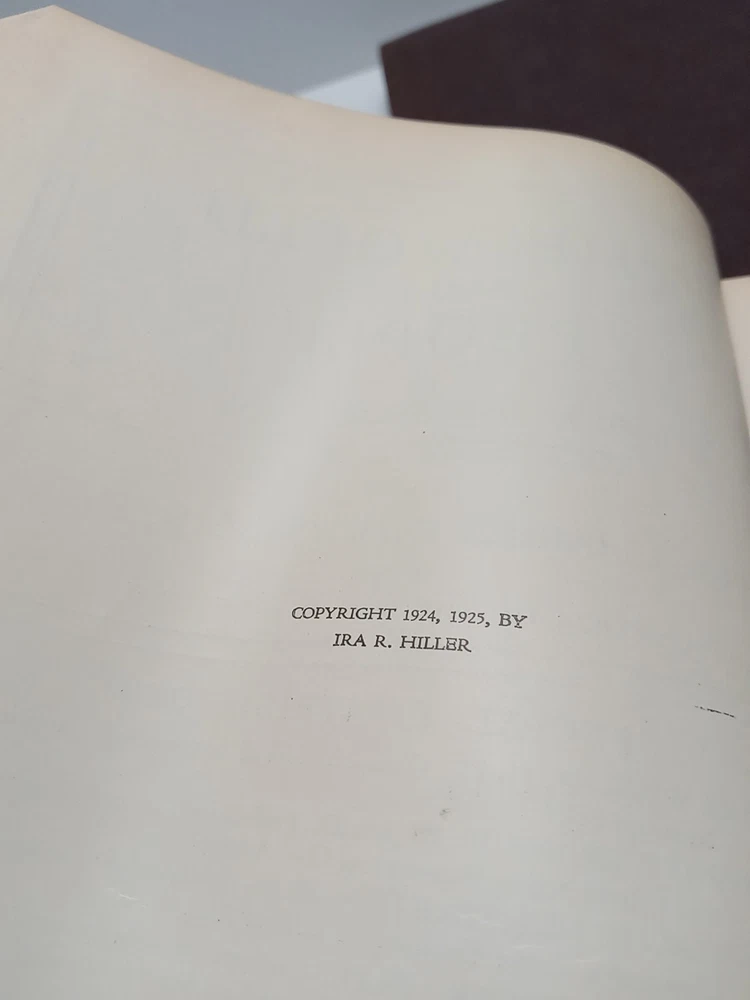 COPYRIGHT 1924, 1925, BY
IRA R. HILLER